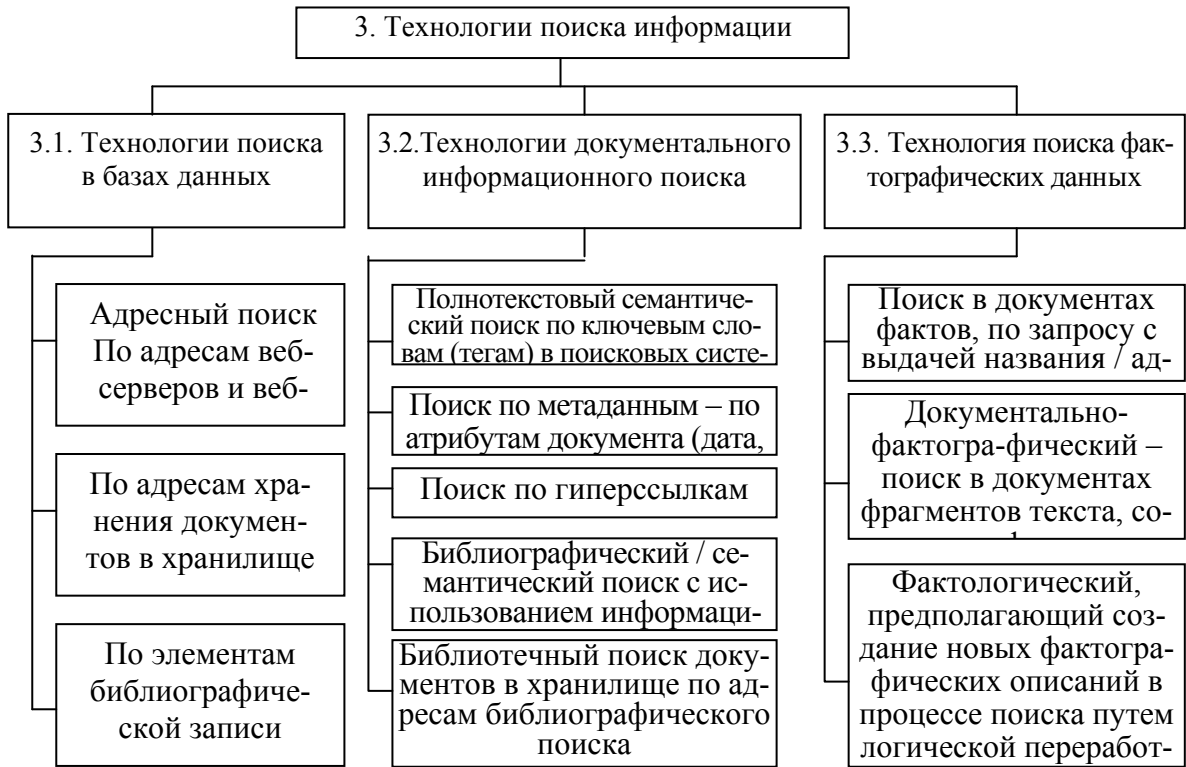 3. Технологии поиска информации
3.1. Технологии поиска
в базах данных
3.2.Технологии документального
информационного поиска
3.3. Технология поиска фак-
тографических данных
Адресный поиск
По адресам веб-
серверов и веб-
По адресам хра-
нения докумен-
тов в хранилище
По элементам
библиографиче-
ской записи
Полнотекстовый семантиче-
ский поиск по ключевым сло-
вам (тегам) в поисковых систе-
Поиск по метаданным – по
атрибутам документа (дата,
Поиск по гиперссылкам
Библиографический / се-
мантический поиск с ис-
пользованием информаци-
Библиотечный поиск доку-
ментов в хранилище по ад-
ресам библиографического
поиска
Поиск в документах
фактов, по запросу с
выдачей названия / ад-
Документально-
фактогра-фический –
поиск в документах
фрагментов текста, со-
Фактологический,
предполагающий соз-
дание новых фактогра-
фических описаний в
процессе поиска путем
логической переработ-